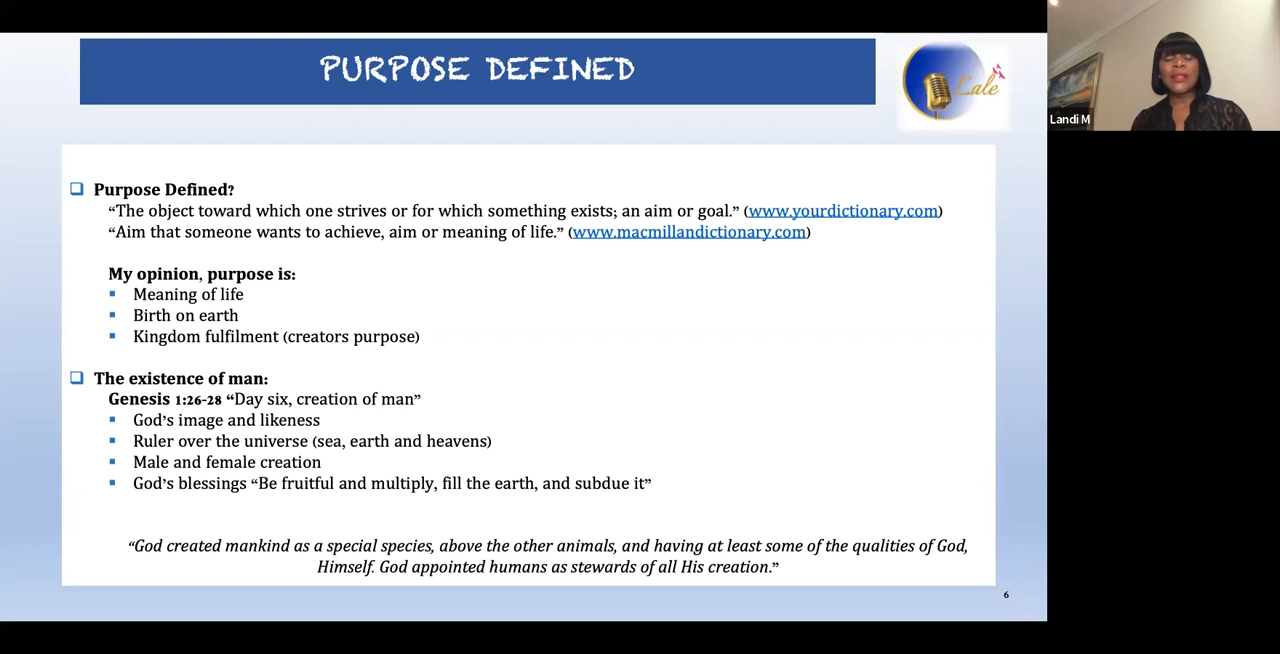 PURPOSE DEFINED
Lale
Landi M
❑ Purpose Defined?
“The object toward which one strives or for which something exists; an aim or goal.” (www.yourdictionary.com)
“Aim that someone wants to achieve, aim or meaning of life.” (www.macmillandictionary.com)
My opinion, purpose is:
▪ Meaning of life
▪ Birth on earth
▪ Kingdom fulfilment (creators purpose)
❑ The existence of man:
Genesis 1:26-28 “Day six, creation of man”
▪ God’s image and likeness
▪ Ruler over the universe (sea, earth and heavens)
▪ Male and female creation
▪ God’s blessings “Be fruitful and multiply, fill the earth, and subdue it”
“God created mankind as a special species, above the other animals, and having at least some of the qualities of God,
Himself. God appointed humans as stewards of all His creation.”
6